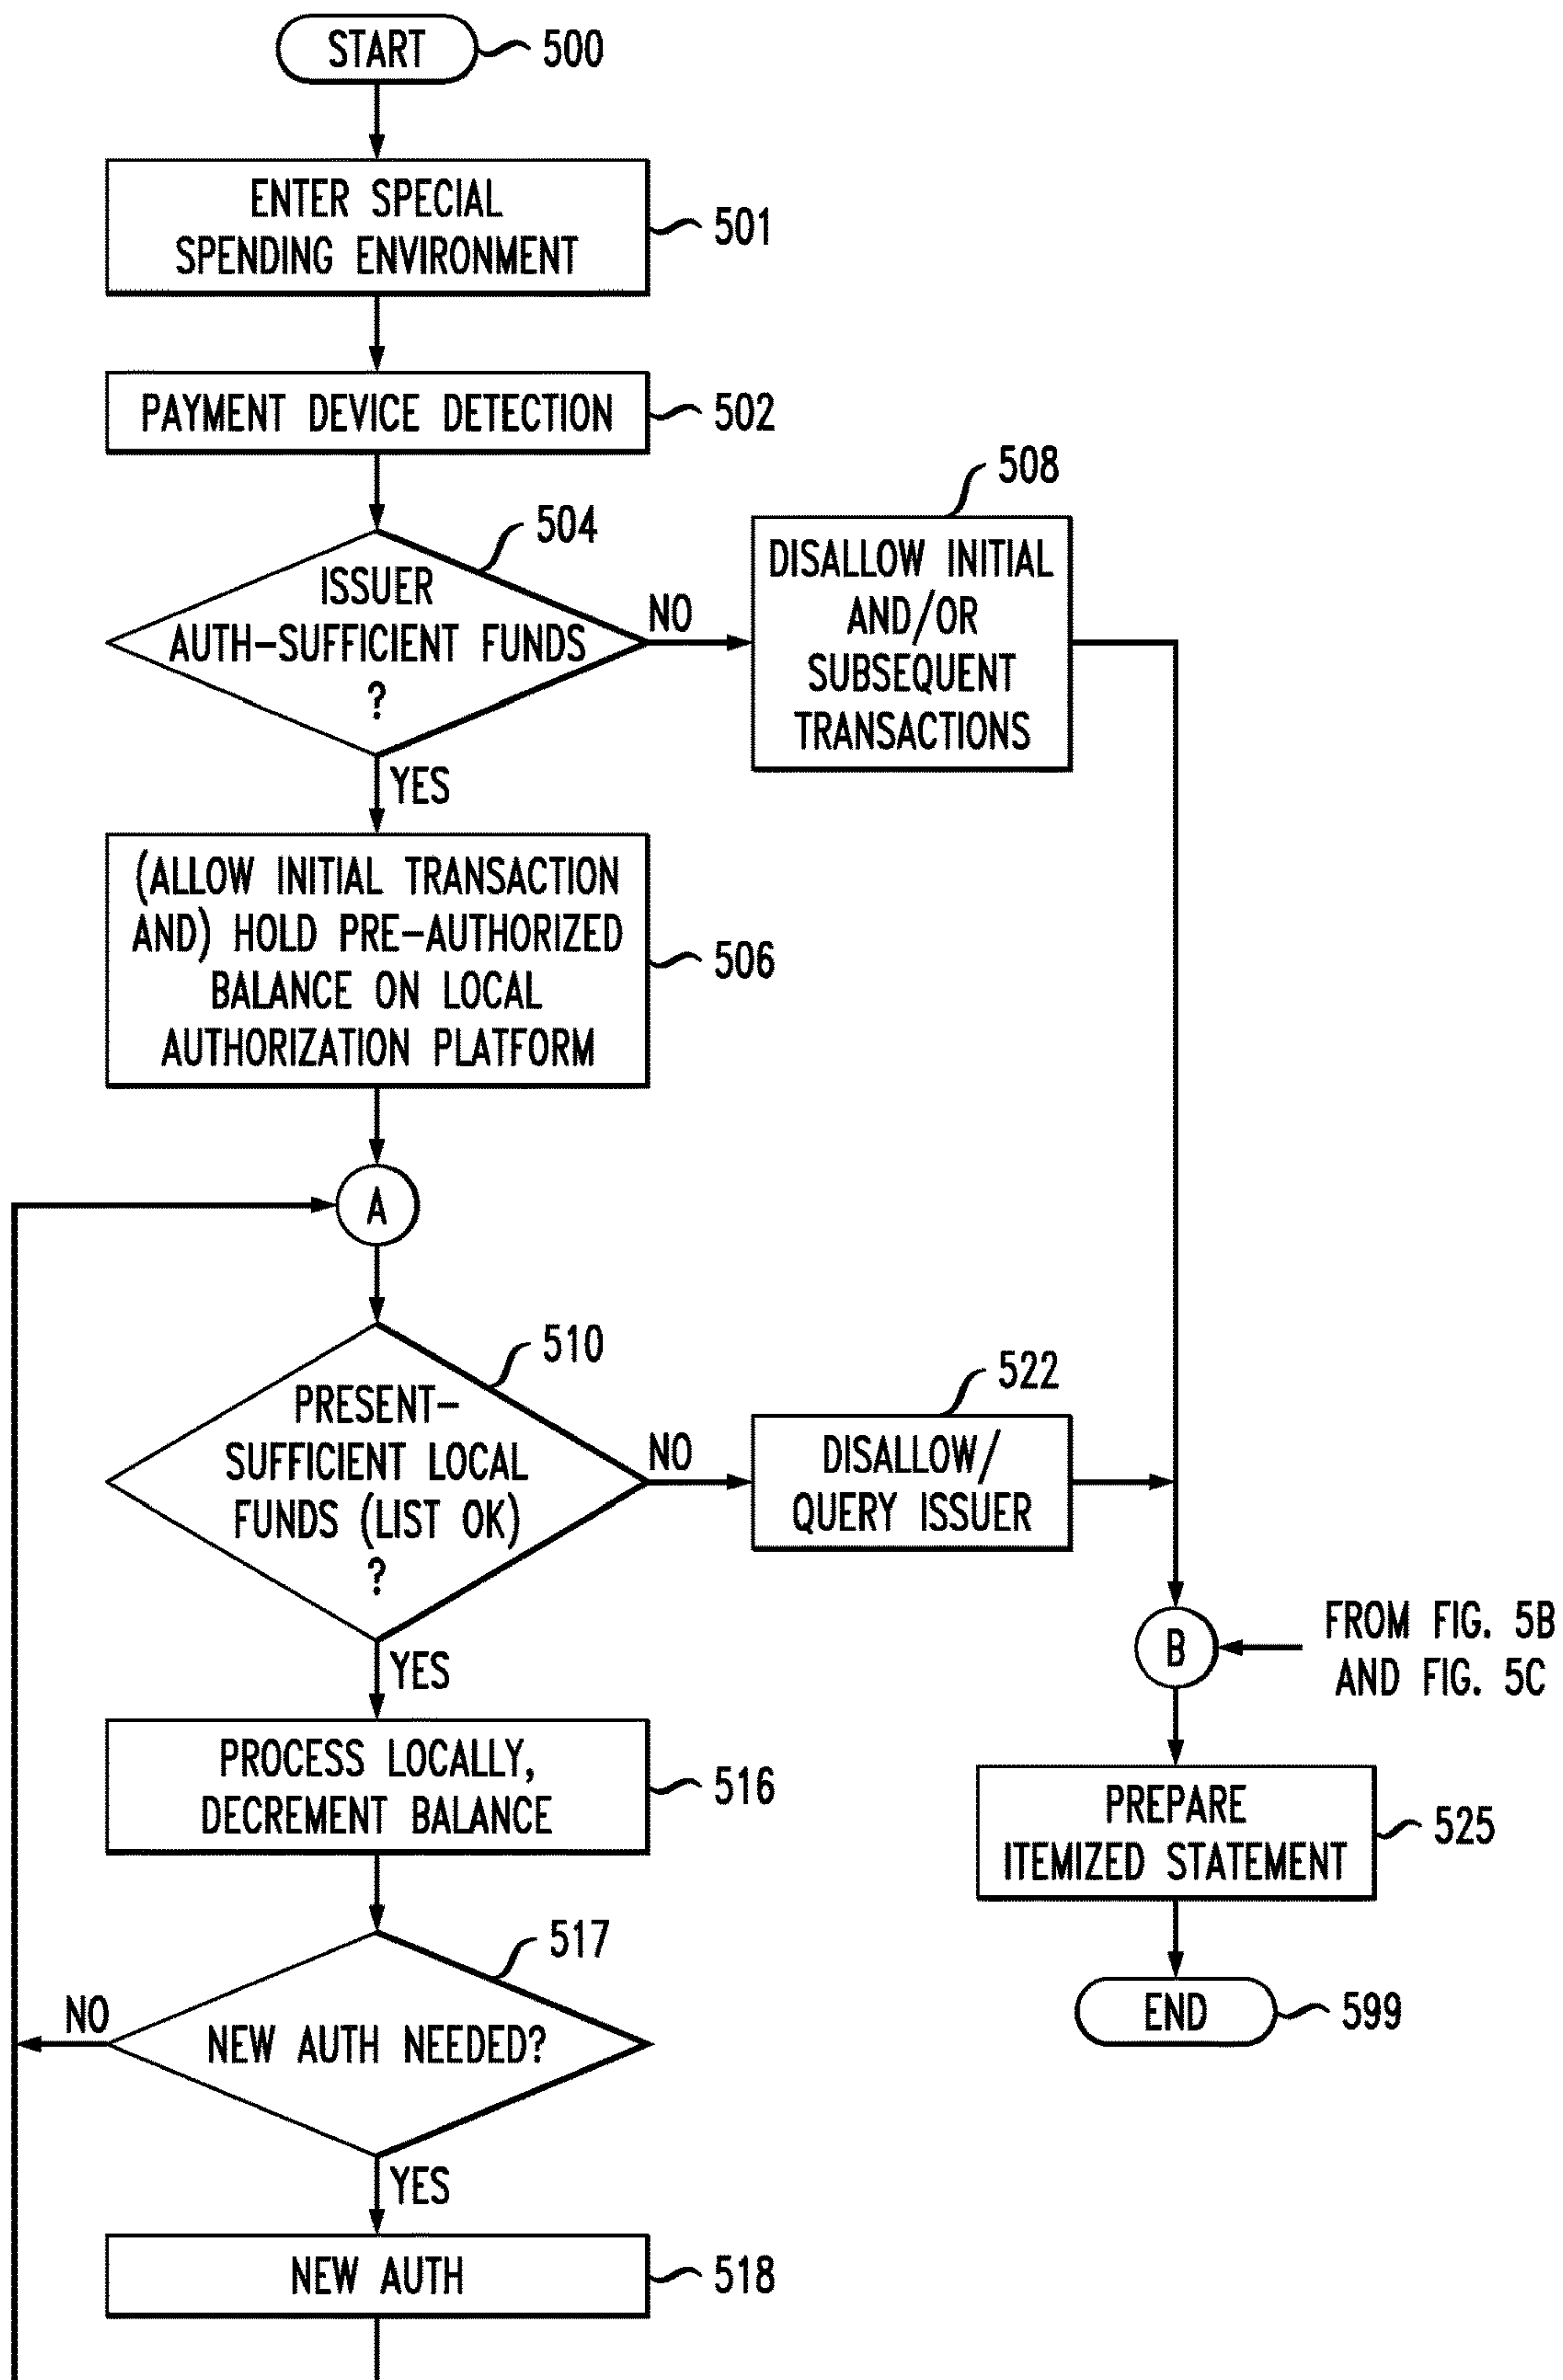 START
500
ENTER SPECIAL
SPENDING ENVIRONMENT
501
PAYMENT DEVICE DETECTION
502
504
ISSUER
AUTH-SUFFICIENT FUNDS
?
NO
508
DISALLOW INITIAL
AND/OR
SUBSEQUENT
TRANSACTIONS
YES
(ALLOW INITIAL TRANSACTION
AND) HOLD PRE-AUTHORIZED
BALANCE ON LOCAL
AUTHORIZATION PLATFORM
506
A
510
PRESENT-
SUFFICIENT LOCAL
FUNDS (LIST OK)
?
NO
522
DISALLOW/
QUERY ISSUER
YES
B
FROM FIG. 5B
AND FIG. 5C
PROCESS LOCALLY,
DECREMENT BALANCE
516
PREPARE
ITEMIZED STATEMENT
525
517
NEW AUTH NEEDED?
NO
END
599
YES
NEW AUTH
518